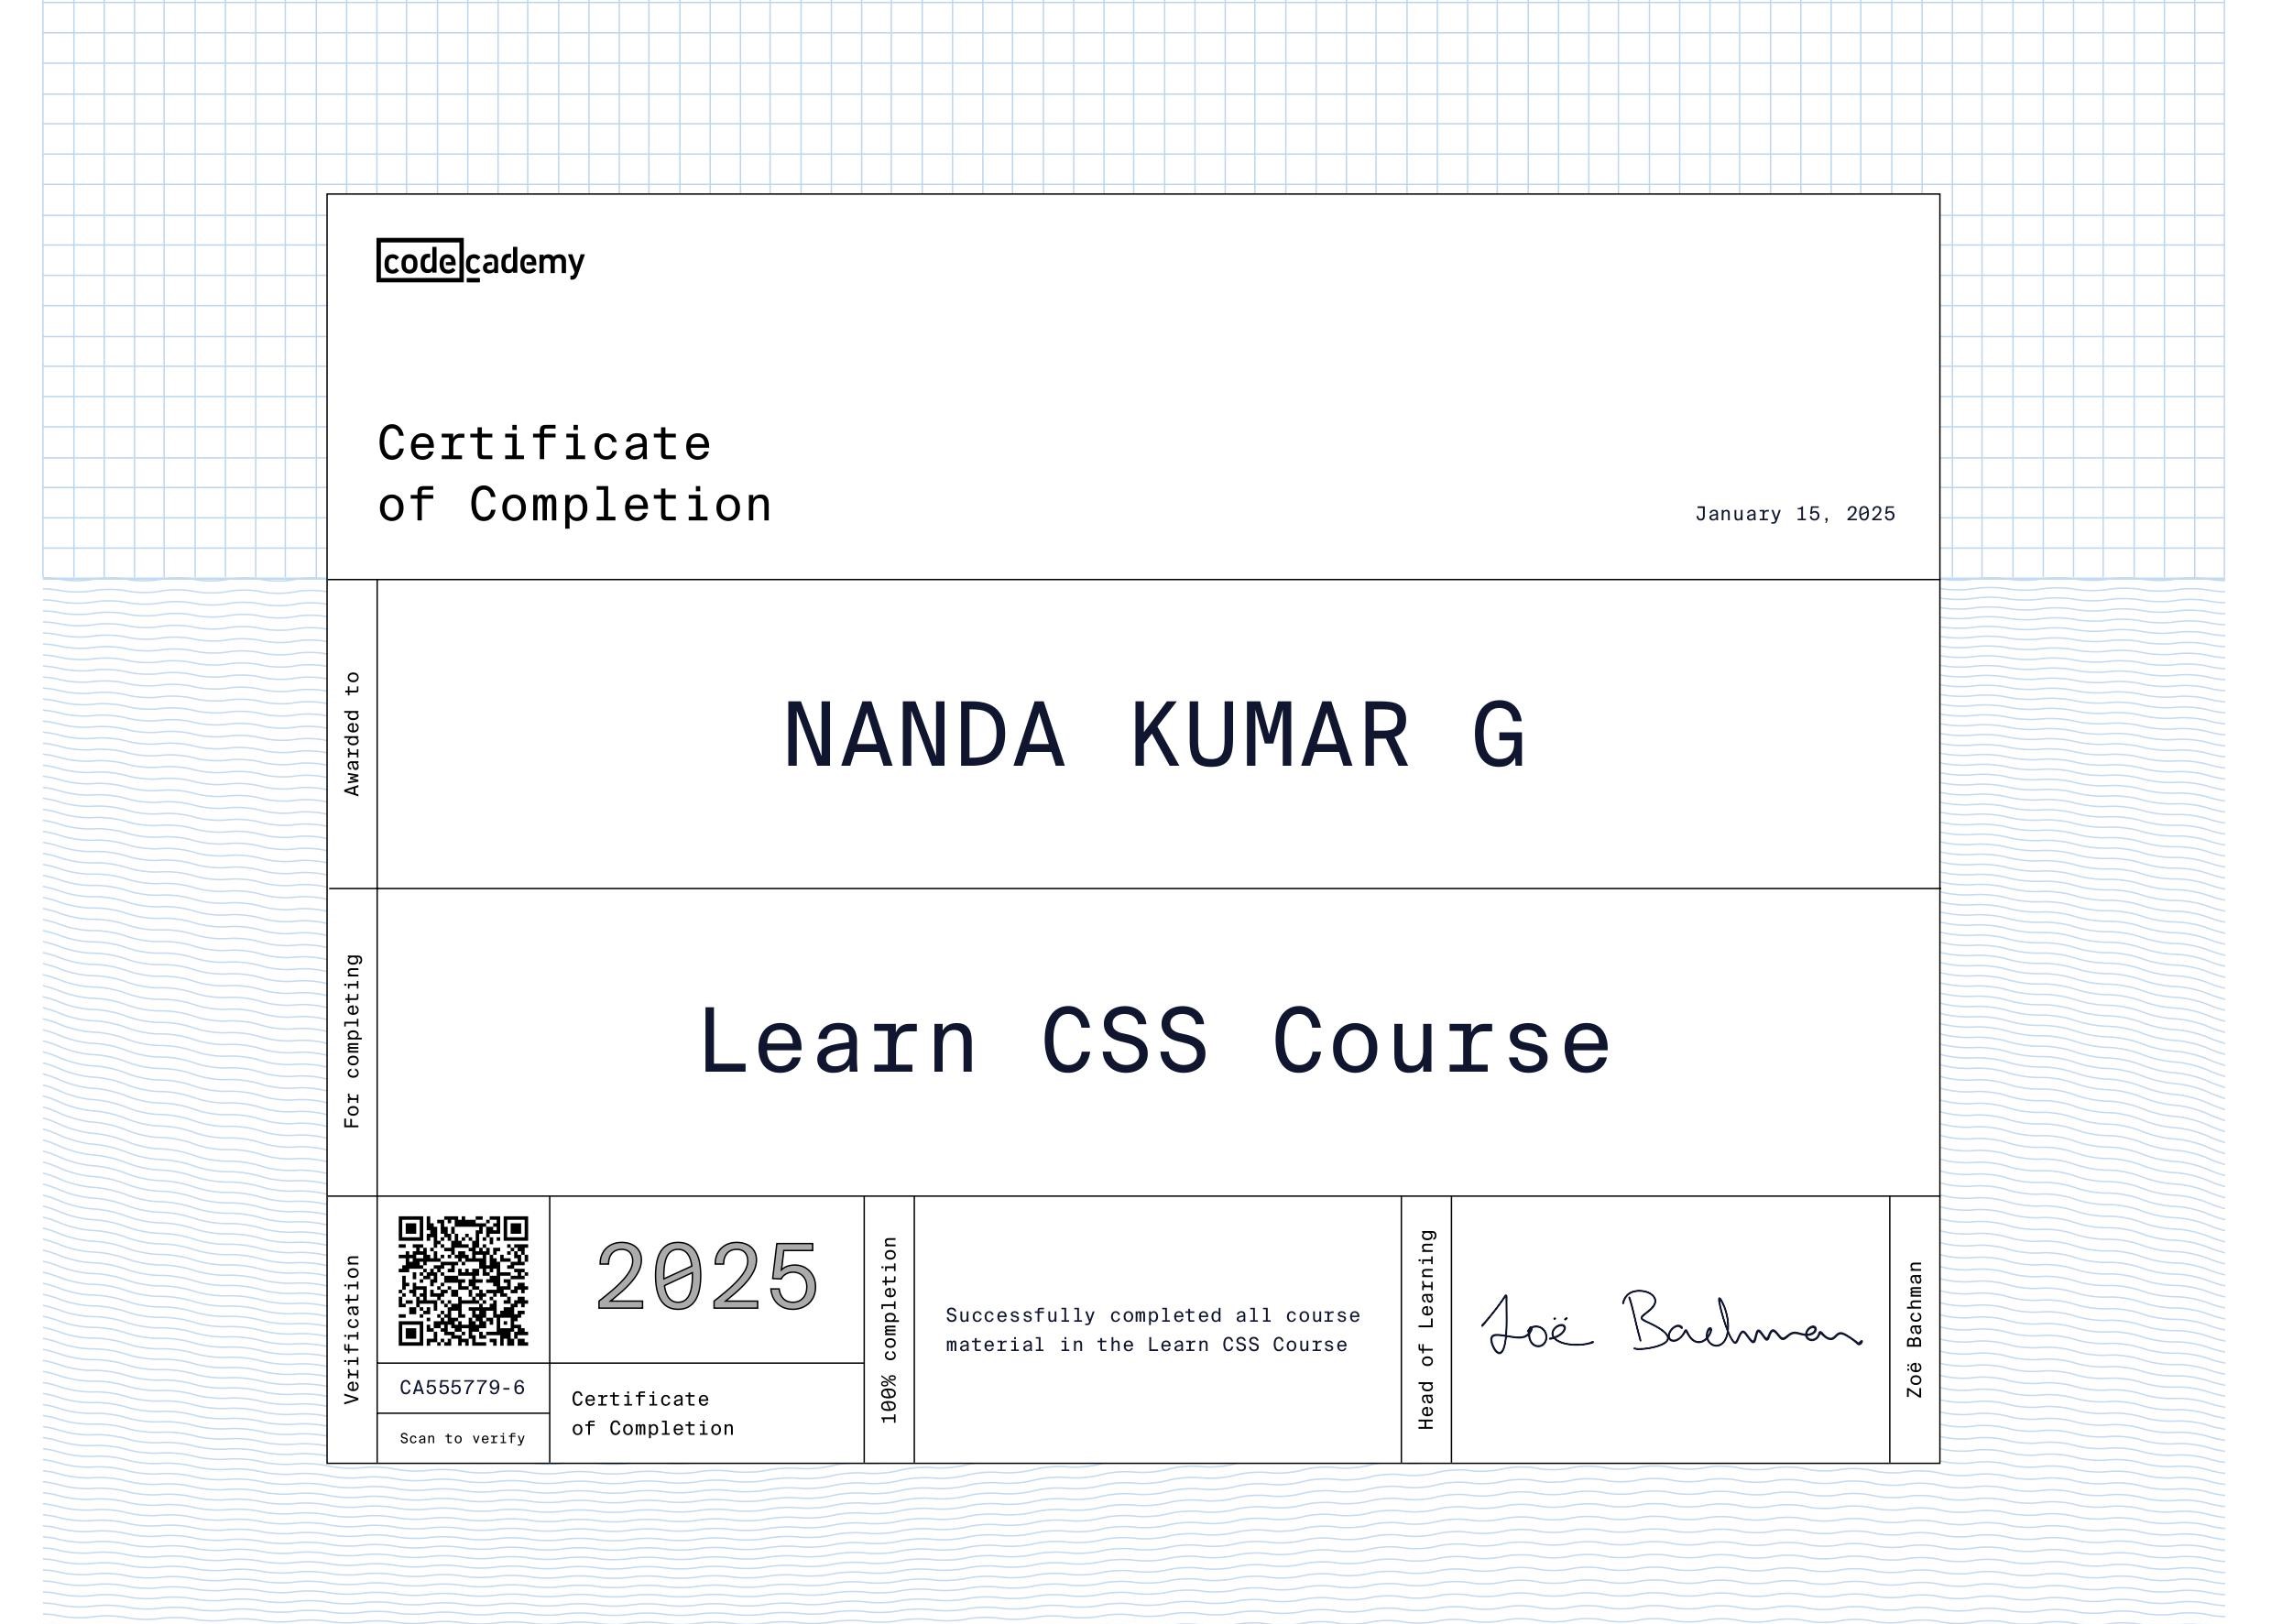 codecademy
Certificate
of Completion
January 15, 2025
Awarded to
NANDA KUMAR G
For completing
Learn CSS Course
Verification
CA555779-6
Scan to verify
2025
Certificate
of Completion
100% completion
Successfully completed all course
material in the Learn CSS Course
Head of Learning
Zoë Bachman
Zoë Bachman